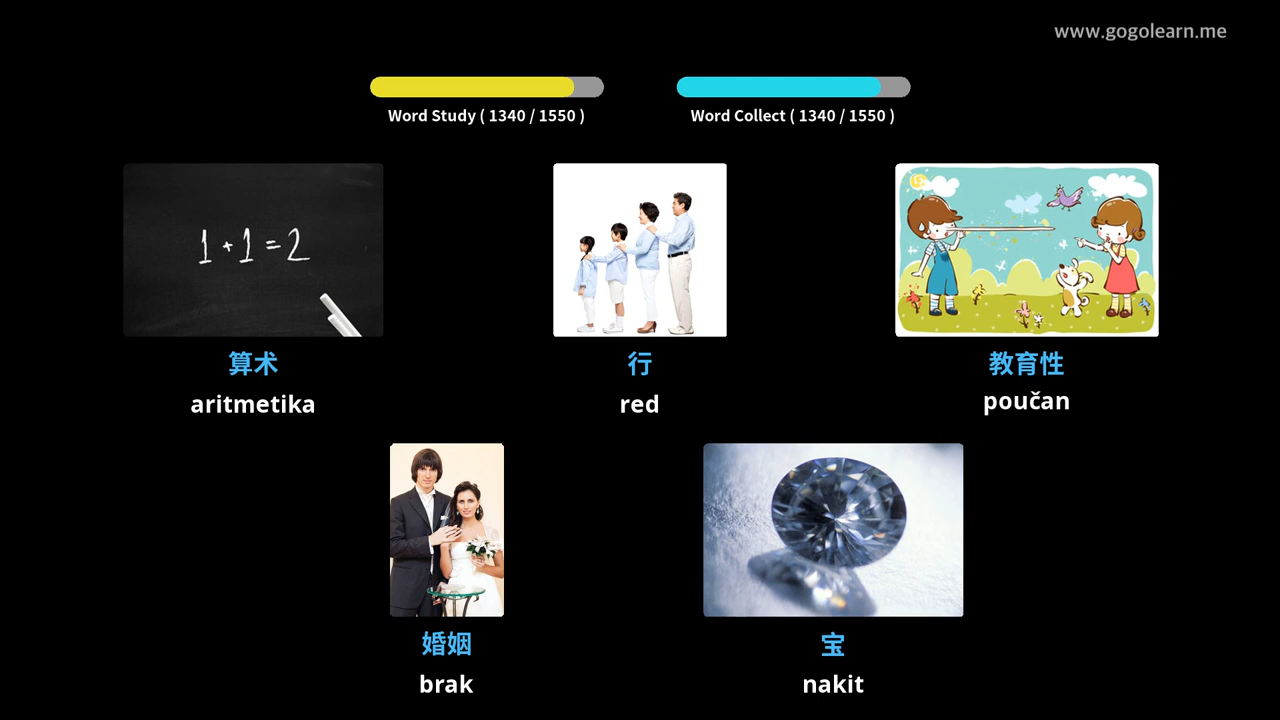 www.gogolearn.me
Word Study ( 1340 / 1550 )
Word Collect ( 1340 / 1550 )
1+1=2
算术
行
教育性
aritmetika
red
poučan
婚姻
宝
brak
nakit